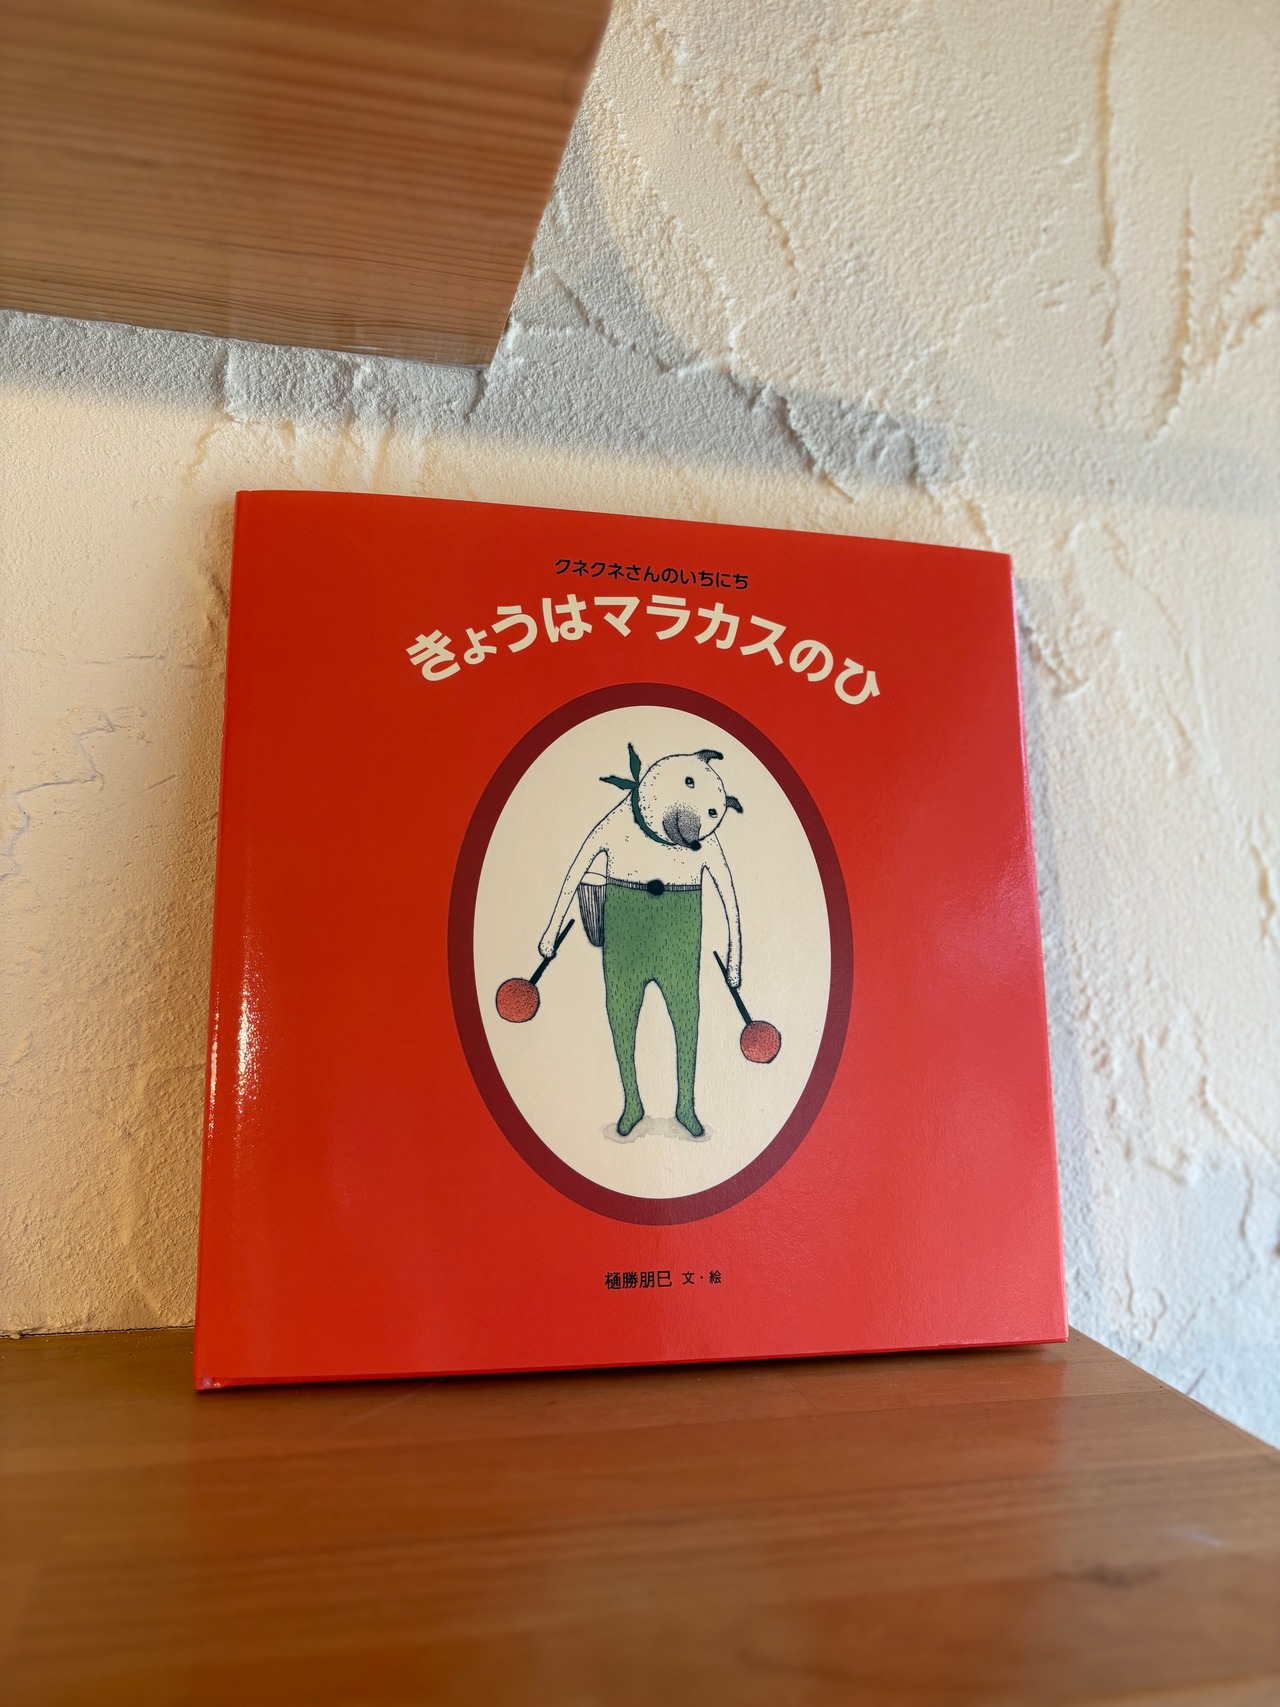 クネクネさんのいちにち
きょうはマラカスのひ
樋勝朋巳 文・絵